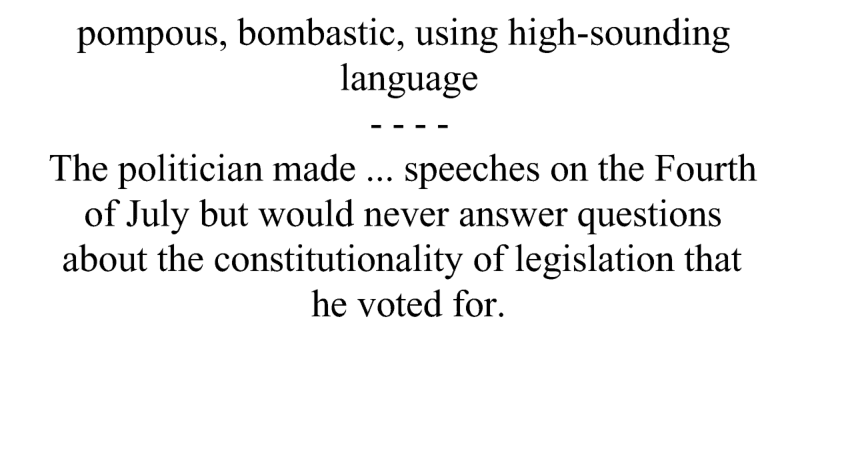 pompous, bombastic, using high-sounding
language
- - - -
The politician made ... speeches on the Fourth
of July but would never answer questions
about the constitutionality of legislation that
he voted for.